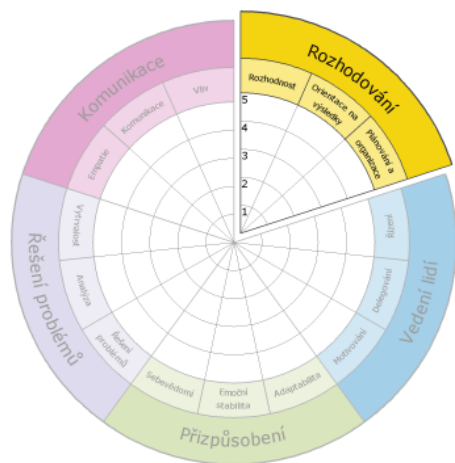 Rozhodování
Rozhodnost
Orientace na
výsledky
Plánování a
organizace
5
4
3
2
1
Vedení lidí
Řízení
Delegování
Motivování
Přizpůsobení
Adaptabilita
Emoční
stabilita
Sebevědomí
Řešení problémů
Řešení
problémů
Analýza
Vytrvalost
Komunikace
Empatie
Komunikace
Vliv